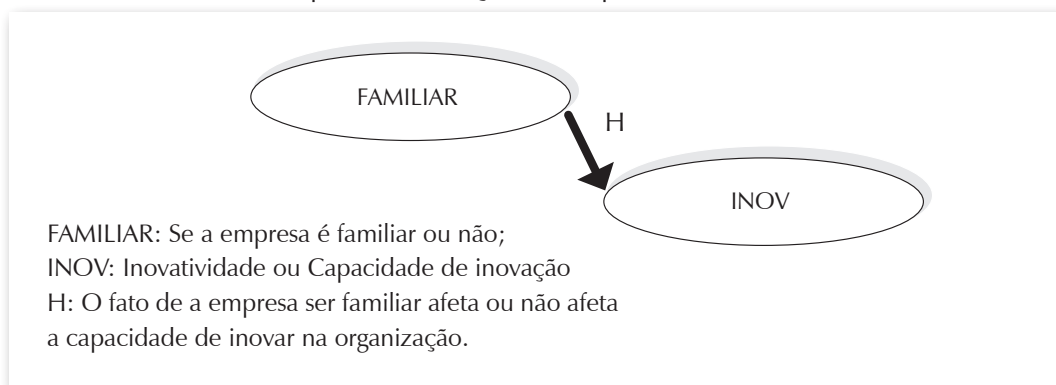 FAMILIAR
H
INOV
FAMILIAR: Se a empresa é familiar ou não;
INOV: Inovatividade ou Capacidade de inovação
H: O fato de a empresa ser familiar afeta ou não afeta
a capacidade de inovar na organização.